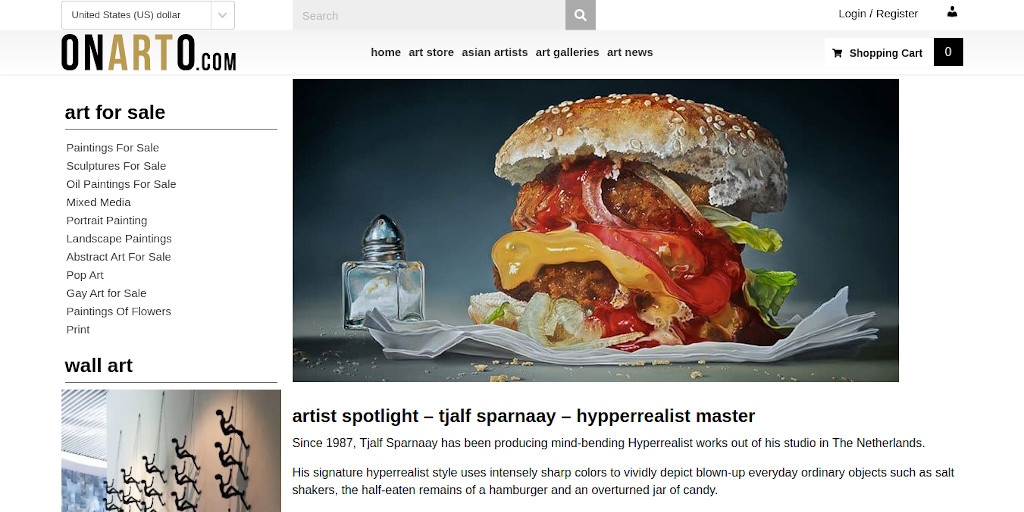 United States (US) dollar
Search
Login / Register
ONARTO.COM
home art store asian artists art galleries art news
Shopping Cart 0
art for sale
Paintings For Sale
Sculptures For Sale
Oil Paintings For Sale
Mixed Media
Portrait Painting
Landscape Paintings
Abstract Art For Sale
Pop Art
Gay Art for Sale
Paintings Of Flowers
Print
wall art
artist spotlight – tjalf sparnaay – hypperrealist master
Since 1987, Tjalf Sparnaay has been producing mind-bending Hyperrealist works out of his studio in The Netherlands.
His signature hyperrealist style uses intensely sharp colors to vividly depict blown-up everyday ordinary objects such as salt
shakers, the half-eaten remains of a hamburger and an overturned jar of candy.